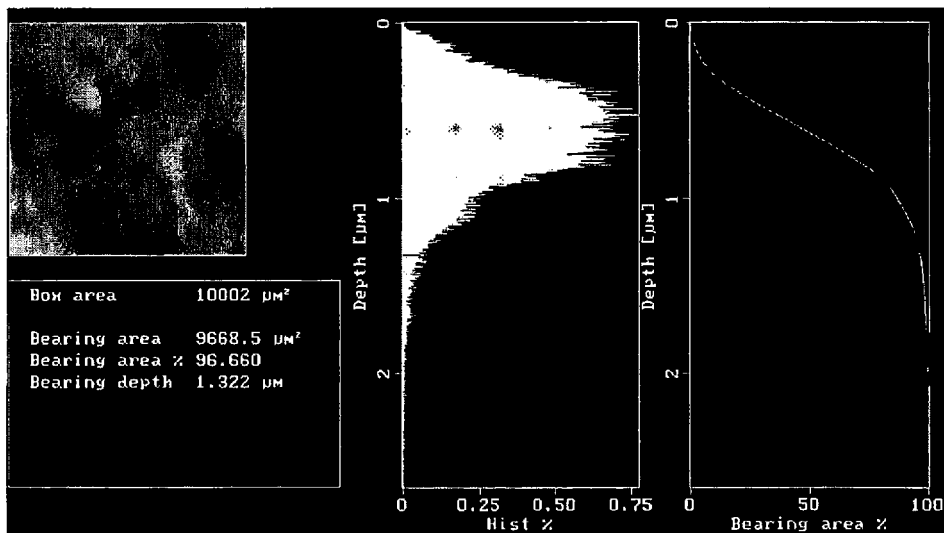 Box area 10002 µm²
Bearing area 9668.5 µm²
Bearing area % 96.660
Bearing depth 1.322 µm
0
1
2
Depth [µm]
0 0.25 0.50 0.75
Hist %
0
1
2
Depth [µm]
0 50 100
Bearing area %